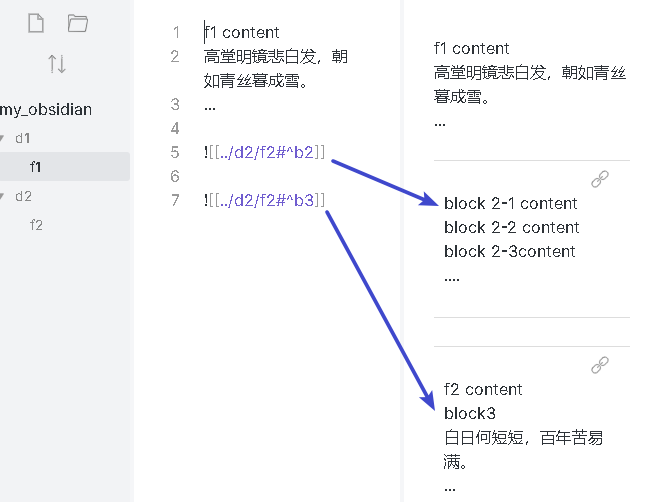 my_obsidian
d1
f1
d2
f2
1 f1 content
2 高堂明镜悲白发，朝
如青丝暮成雪。
3 ...
4
5 ![[../d2/f2#^b2]]
6
7 ![[../d2/f2#^b3]]
f1 content
高堂明镜悲白发，朝如青丝
暮成雪。
...
block 2-1 content
block 2-2 content
block 2-3content
....
f2 content
block3
白日何短短，百年苦易
满。
...